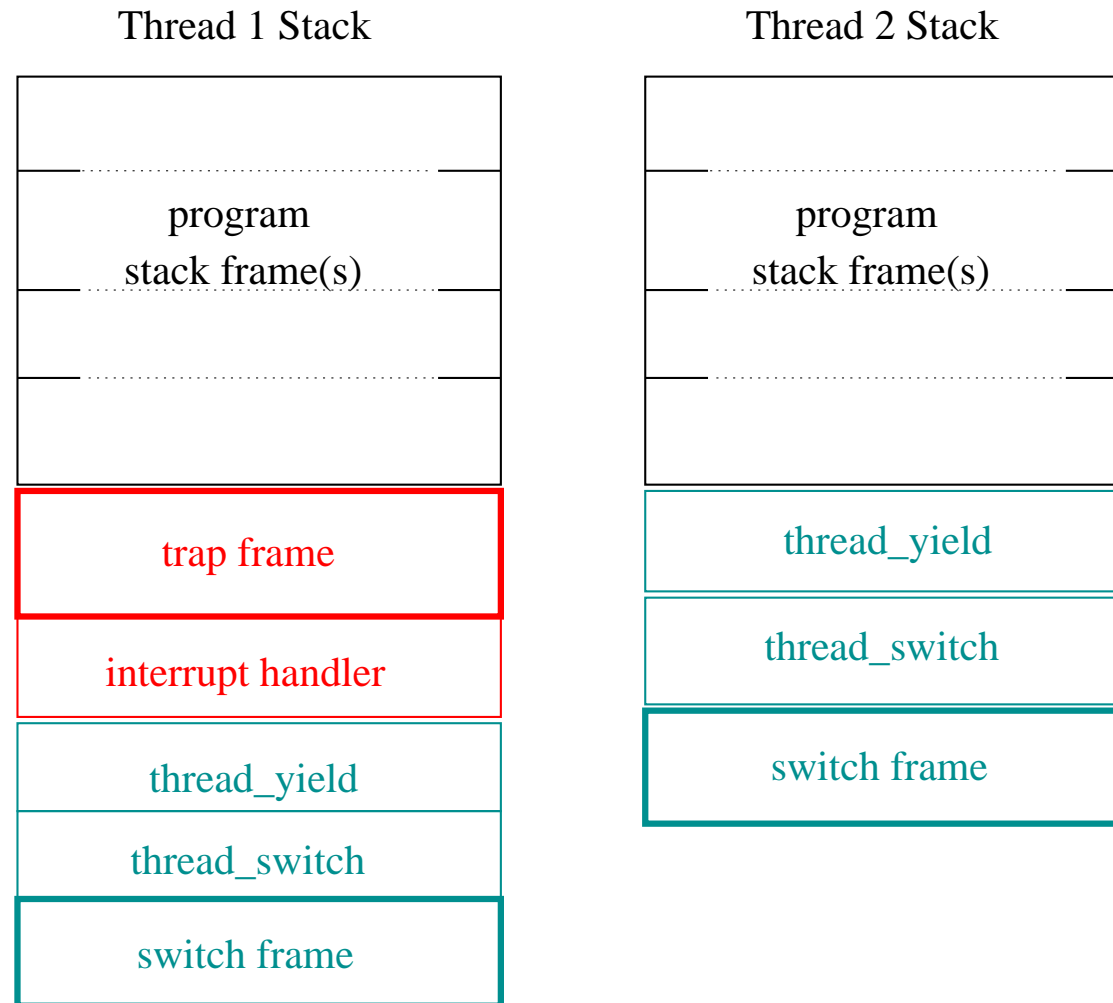 Thread 1 Stack
program
stack frame(s)
trap frame
interrupt handler
thread_yield
thread_switch
switch frame
Thread 2 Stack
program
stack frame(s)
thread_yield
thread_switch
switch frame